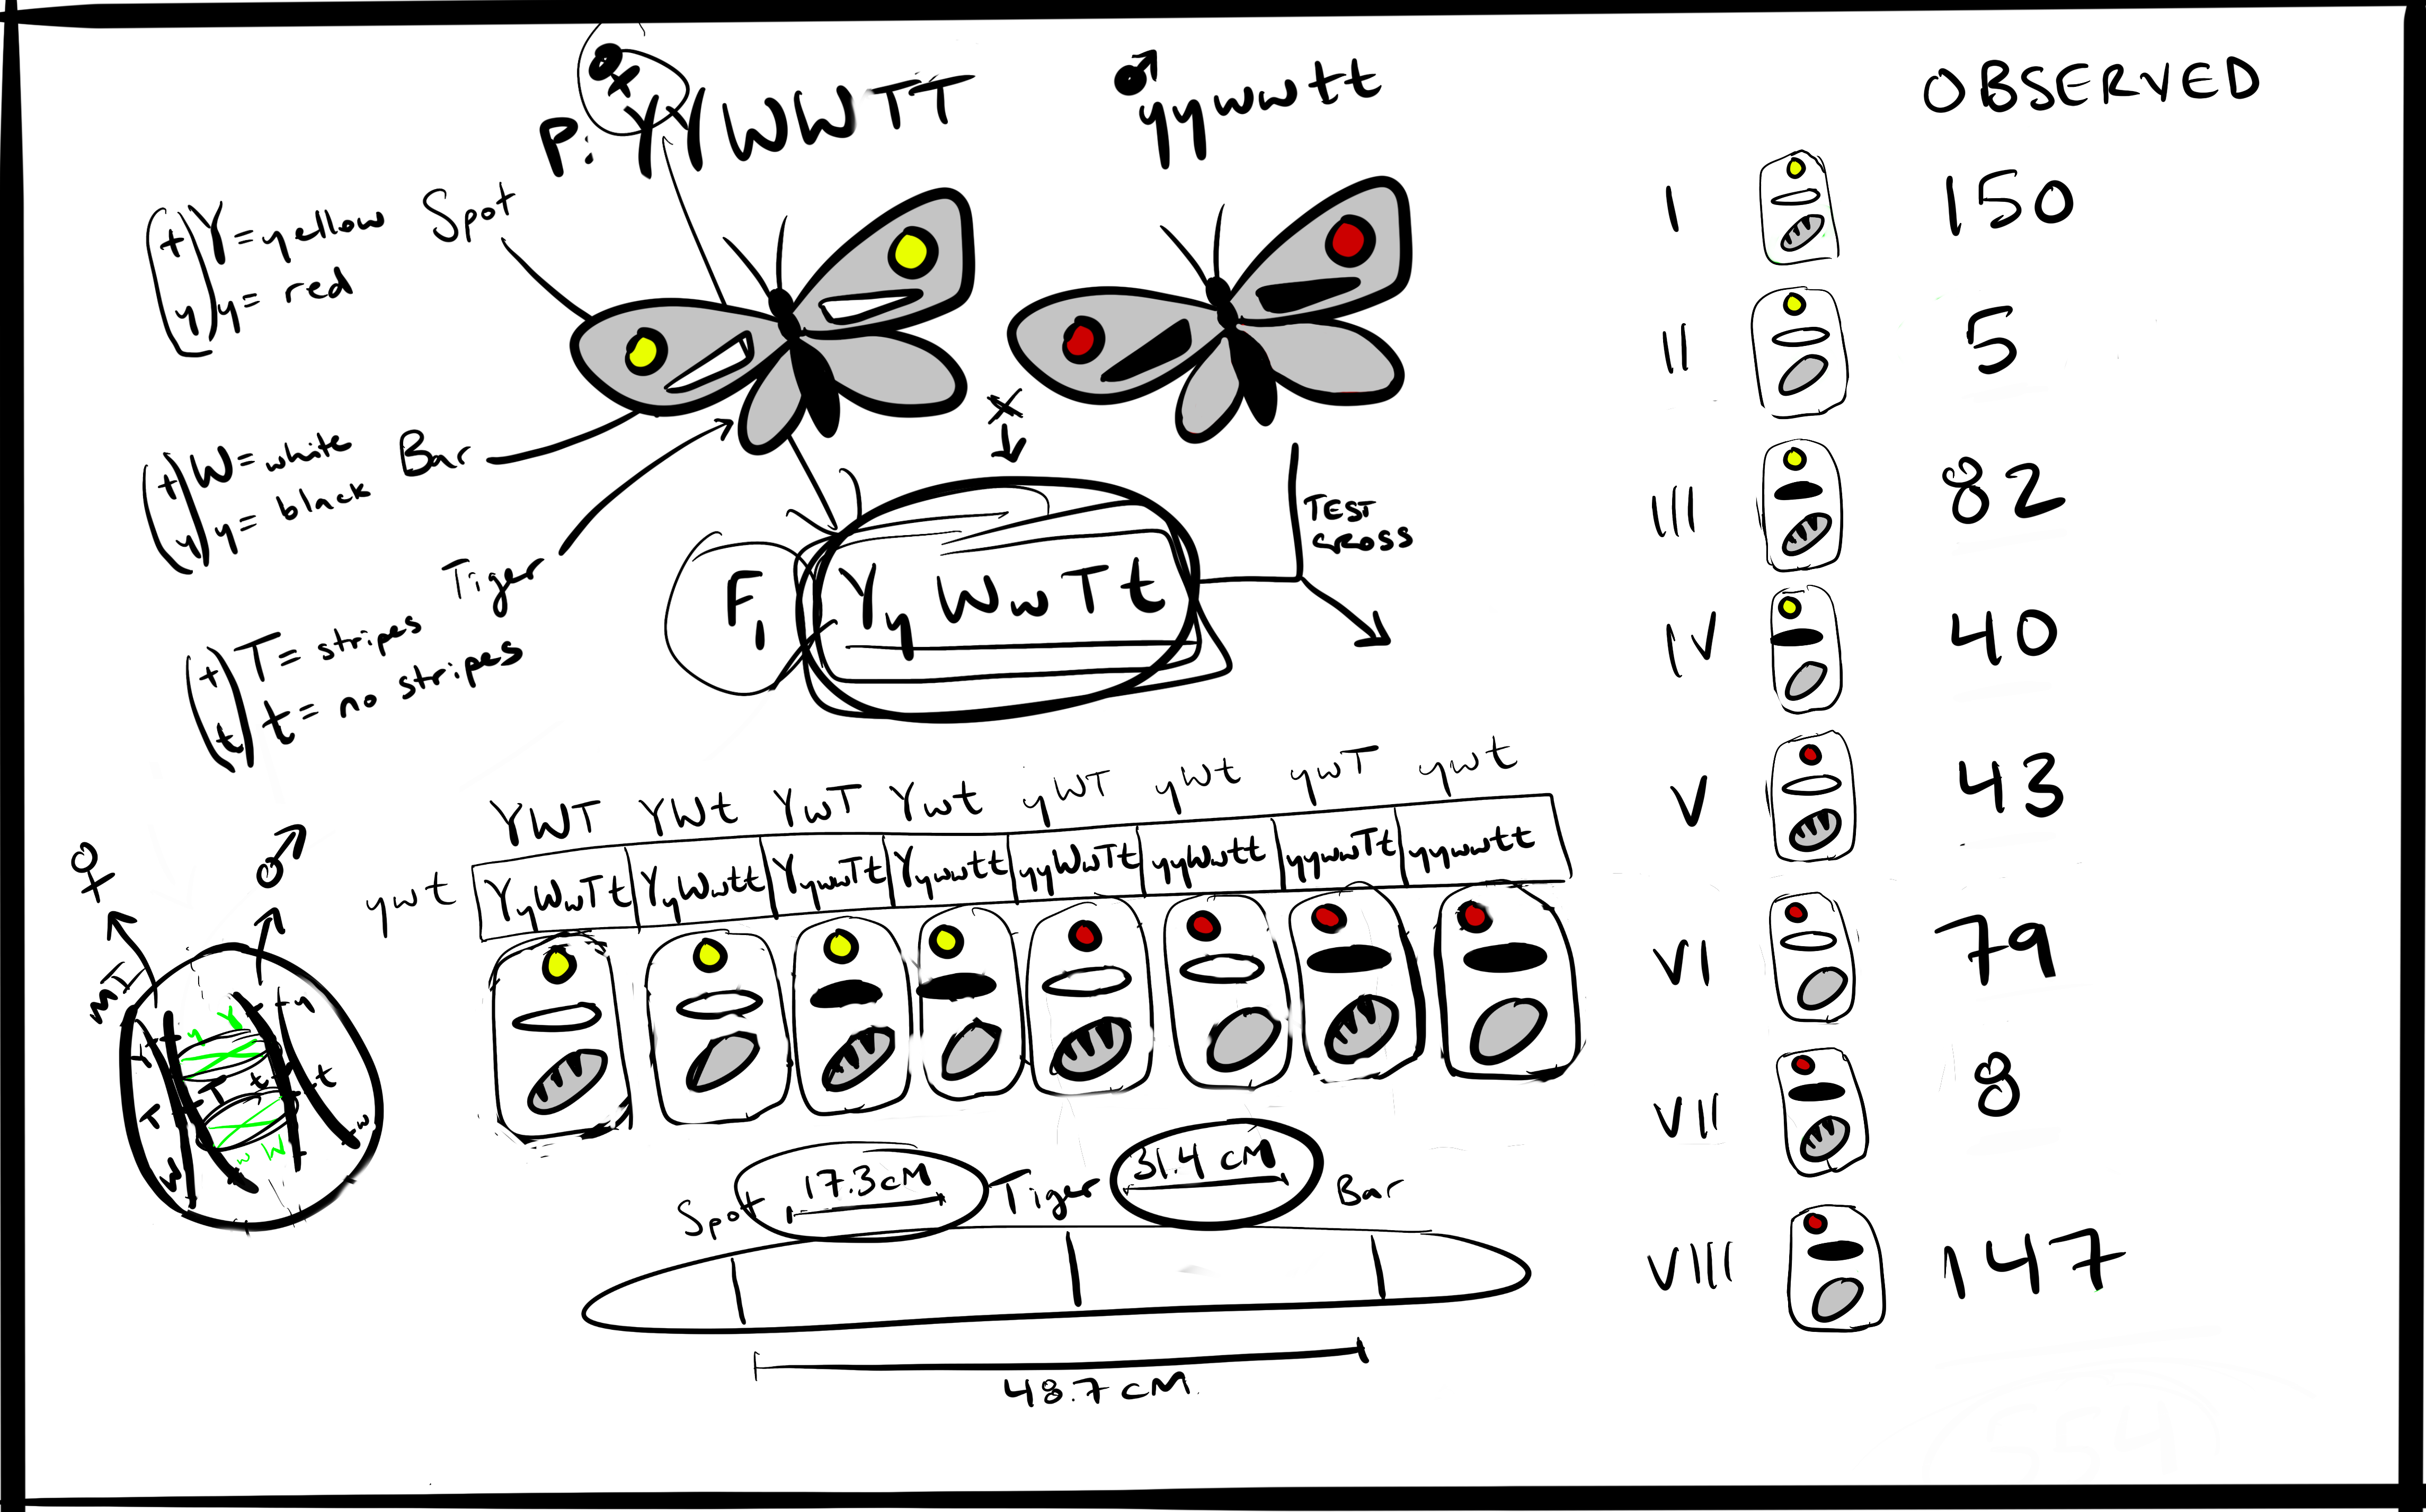 P: YYWWTT
yywwtt
OBSERVED
(+) Y = yellow Spot
(y) y = red
(+) W = white Bar
(y) y = black
Tiger
(+) T = stripes
(t) t = no stripes
X
F1 YyWwTt
TEST
CROSS
YWT YWt YwT Ywt yWT yWt ywT ywt
ywt YyWwTt YyWwtt YywwTt Yywwtt yyWwTt yyWwtt yywwTt yywwtt
MI
+ y
y Y
T T t t
W w W w
Spot 17.3 cM Tiger 31.4 cM Bar
48.7 cM
I 150
II 5
III 82
IV 40
V 43
VI 79
VII 8
VIII 147